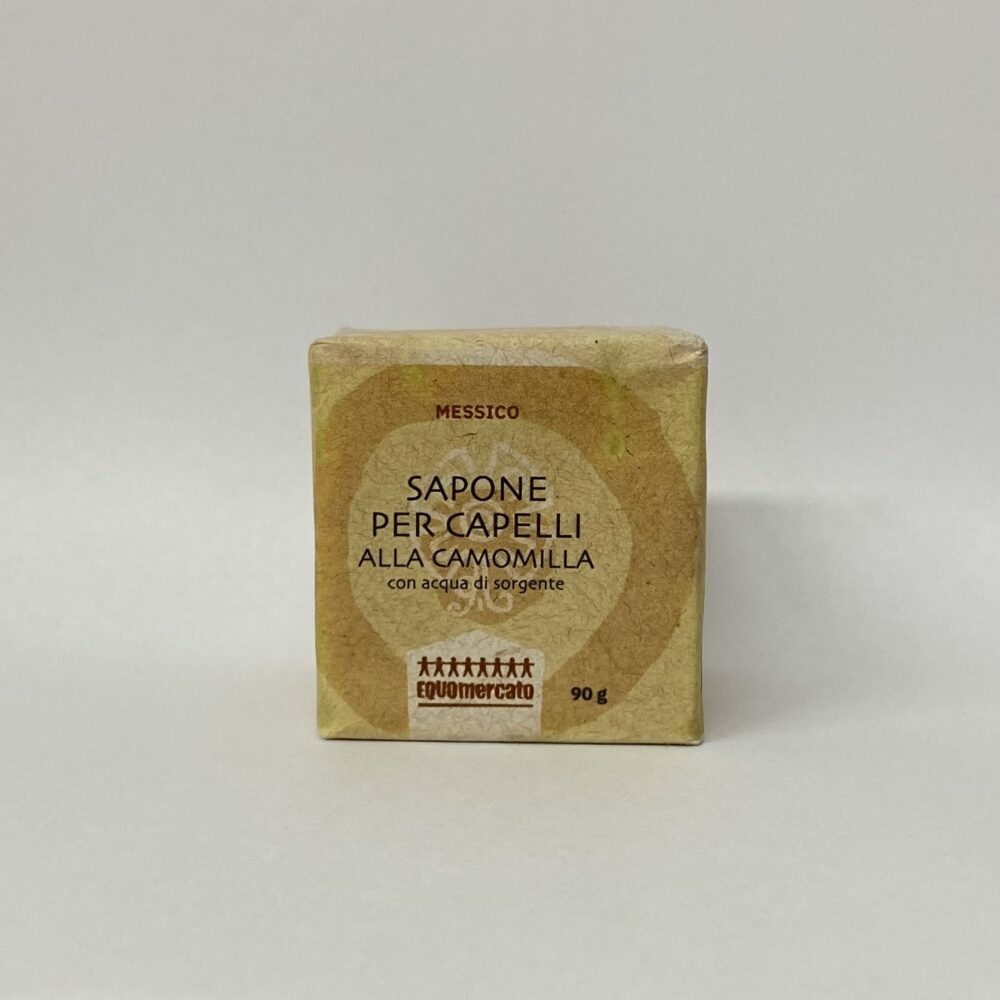 MESSICO
SAPONE
PER CAPELLI
ALLA CAMOMILLA
con acqua di sorgente
EQUOmercato
90 g